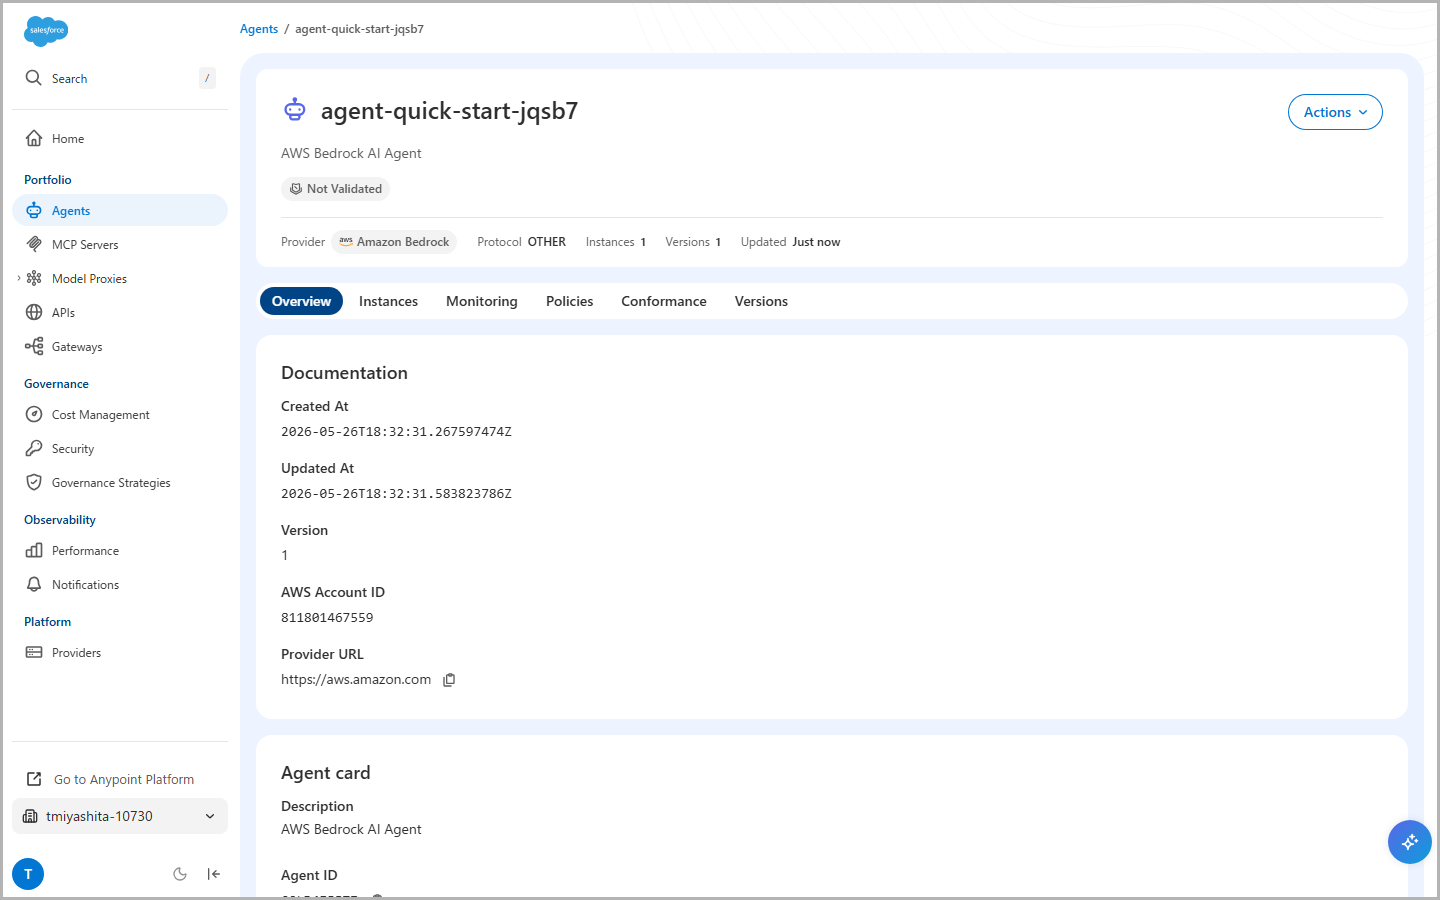 salesforce
Agents / agent-quick-start-jqsb7
Search /
Home
Portfolio
Agents
MCP Servers
Model Proxies
APIs
Gateways
Governance
Cost Management
Security
Governance Strategies
Observability
Performance
Notifications
Platform
Providers
Go to Anypoint Platform
tmiyashita-10730
T
agent-quick-start-jqsb7
Actions
AWS Bedrock AI Agent
Not Validated
Provider aws Amazon Bedrock Protocol OTHER Instances 1 Versions 1 Updated Just now
Overview Instances Monitoring Policies Conformance Versions
Documentation
Created At
2026-05-26T18:32:31.267597474Z
Updated At
2026-05-26T18:32:31.583823786Z
Version
1
AWS Account ID
811801467559
Provider URL
https://aws.amazon.com
Agent card
Description
AWS Bedrock AI Agent
Agent ID